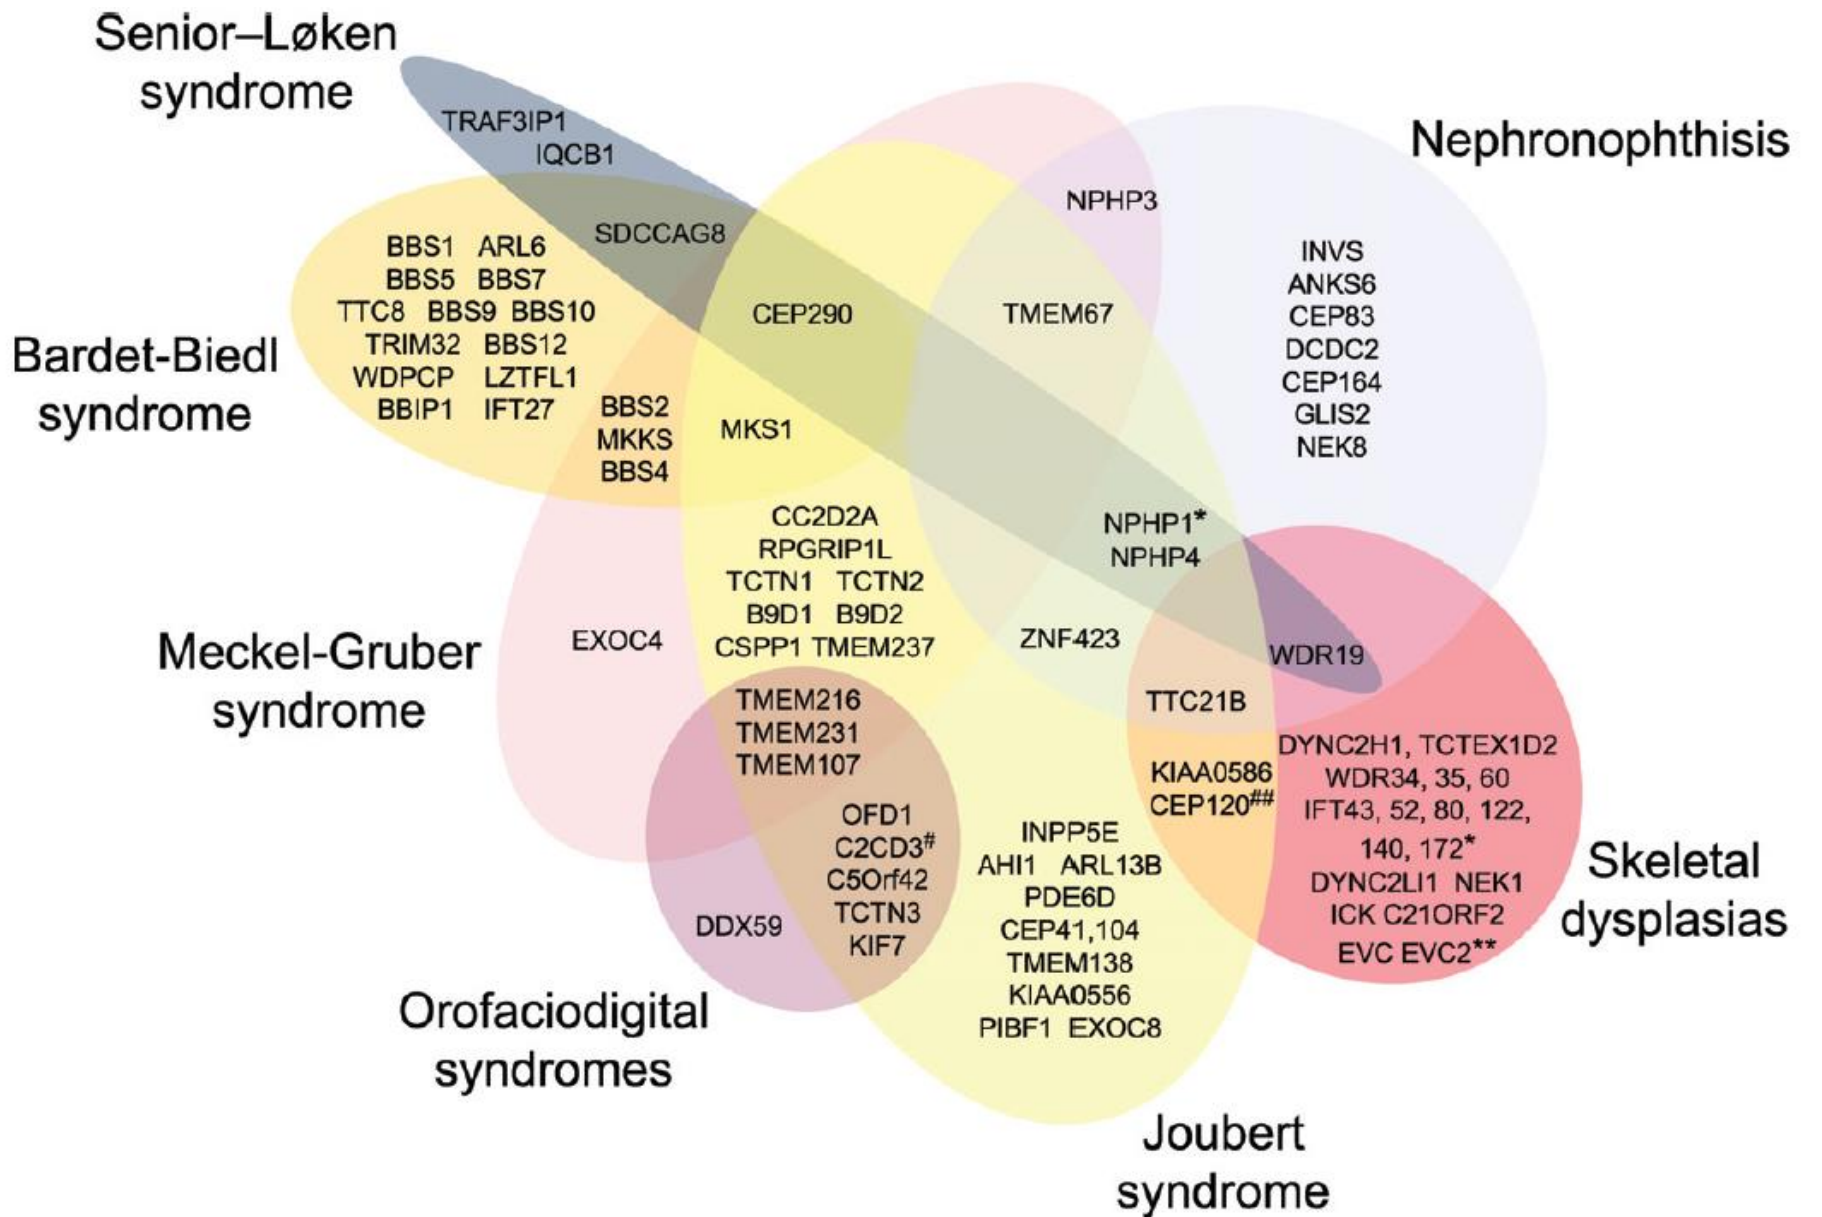 Senior–Løken
syndrome
TRAF3IP1
IQCB1
Nephronophthisis
NPHP3
SDCCAG8
BBS1 ARL6
BBS5 BBS7
TTC8 BBS9 BBS10
TRIM32 BBS12
WDPCP LZTFL1
BBIP1 IFT27
Bardet-Biedl
syndrome
BBS2
MKKS
BBS4
CEP290
MKS1
TMEM67
INVS
ANKS6
CEP83
DCDC2
CEP164
GLIS2
NEK8
CC2D2A
RPGRIP1L
TCTN1 TCTN2
B9D1 B9D2
CSPP1 TMEM237
NPHP1*
NPHP4
ZNF423
WDR19
EXOC4
Meckel-Gruber
syndrome
TMEM216
TMEM231
TMEM107
TTC21B
KIAA0586
CEP120##
DYNC2H1, TCTEX1D2
WDR34, 35, 60
IFT43, 52, 80, 122,
140, 172*
DYNC2LI1 NEK1
ICK C21ORF2
EVC EVC2**
Skeletal
dysplasias
OFD1
C2CD3#
C5Orf42
TCTN3
KIF7
DDX59
INPP5E
AHI1 ARL13B
PDE6D
CEP41,104
TMEM138
KIAA0556
PIBF1 EXOC8
Orofaciodigital
syndromes
Joubert
syndrome